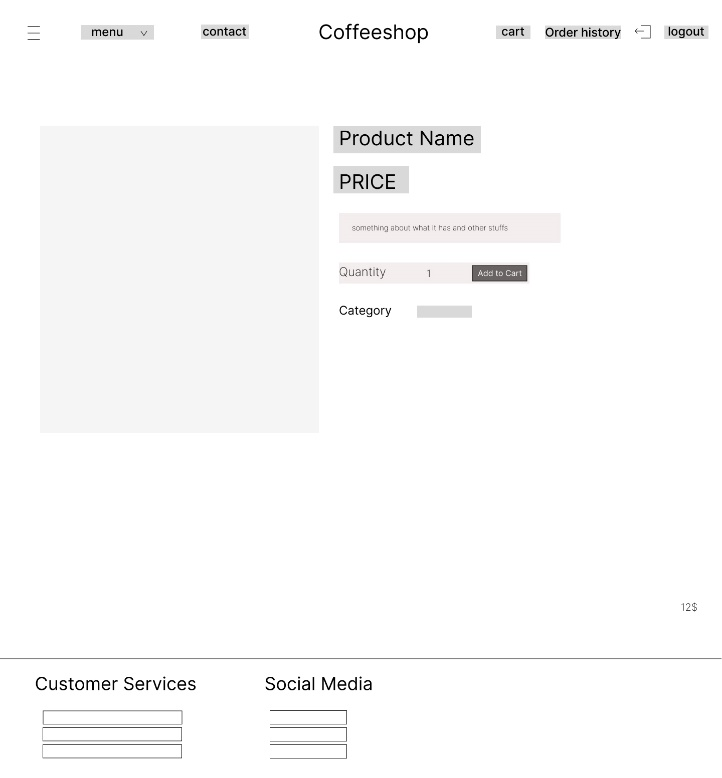 menu
contact
Coffeeshop
cart
Order history
logout
Product Name
PRICE
something about what it has and other stuffs
Quantity 1 Add to Cart
Category
12$
Customer Services
Social Media